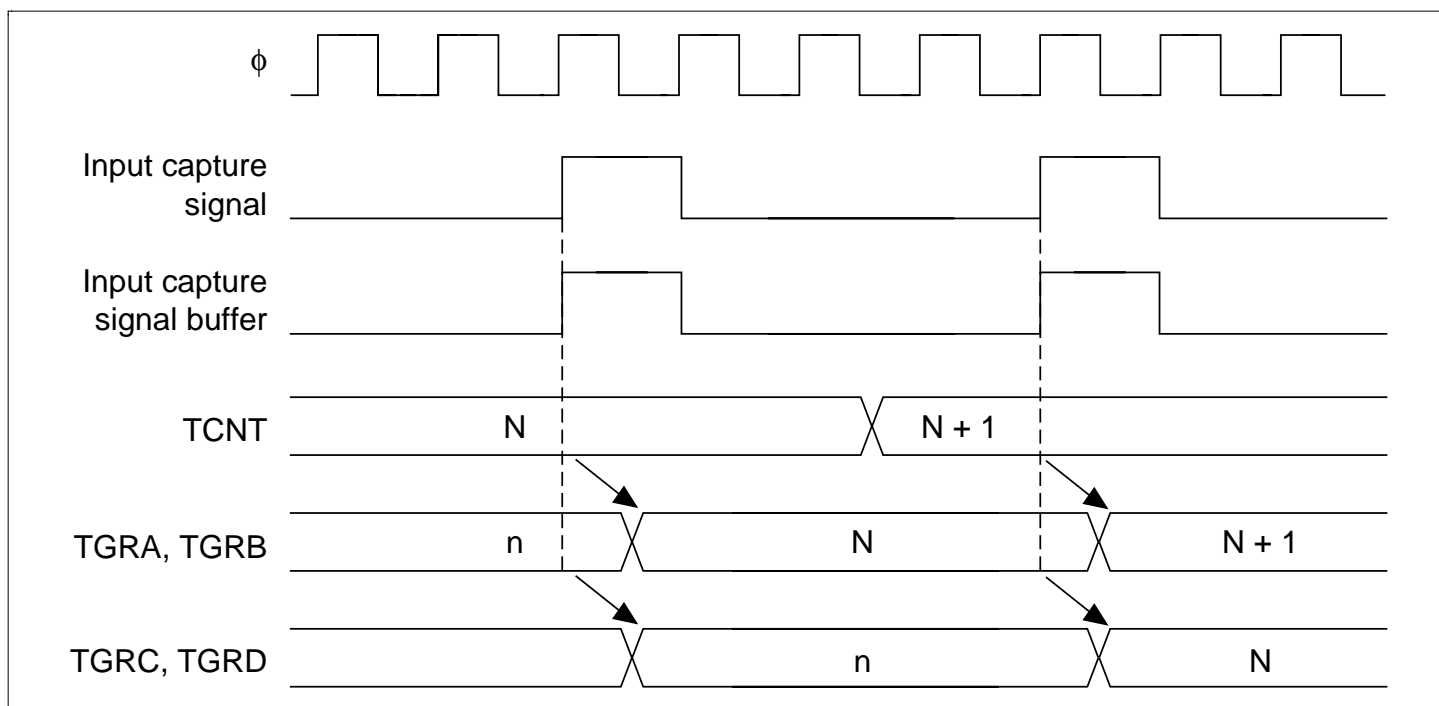 ϕ
Input capture
signal
Input capture
signal buffer
TCNT
N
N + 1
TGRA, TGRB
n
N
N + 1
TGRC, TGRD
n
N